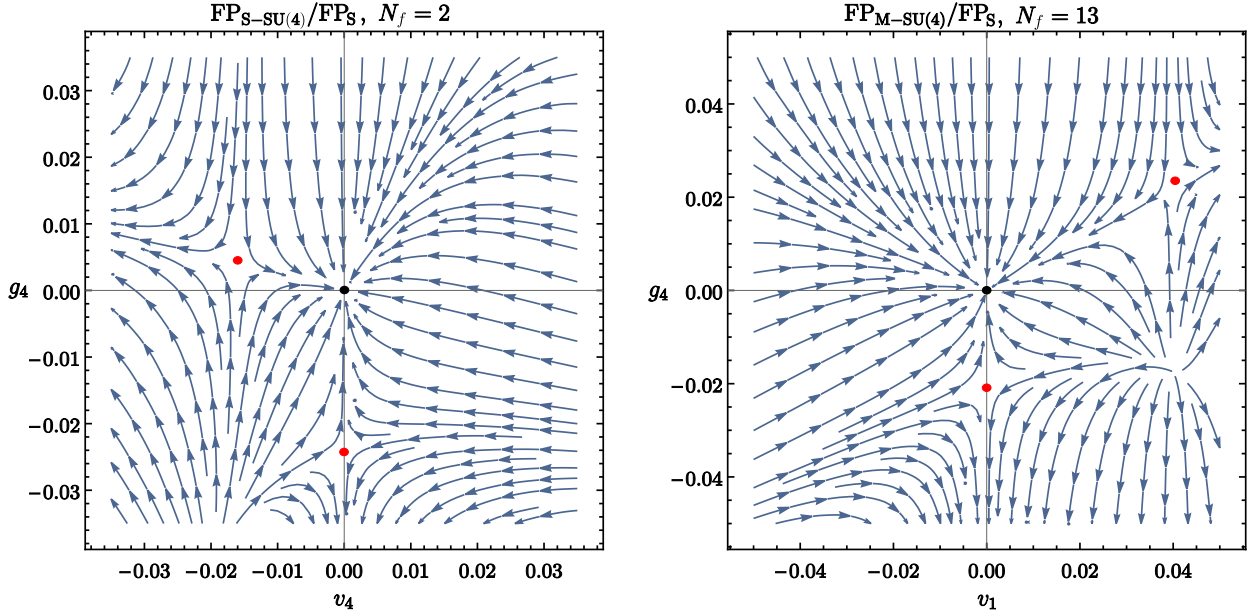 FP_{S−SU(4)}/FP_S, N_f = 2
0.03
0.02
0.01
0.00
−0.01
−0.02
−0.03
g_4
−0.03 −0.02 −0.01 0.00 0.01 0.02 0.03
v_4
FP_{M−SU(4)}/FP_S, N_f = 13
0.04
0.02
0.00
−0.02
−0.04
g_4
−0.04 −0.02 0.00 0.02 0.04
v_1